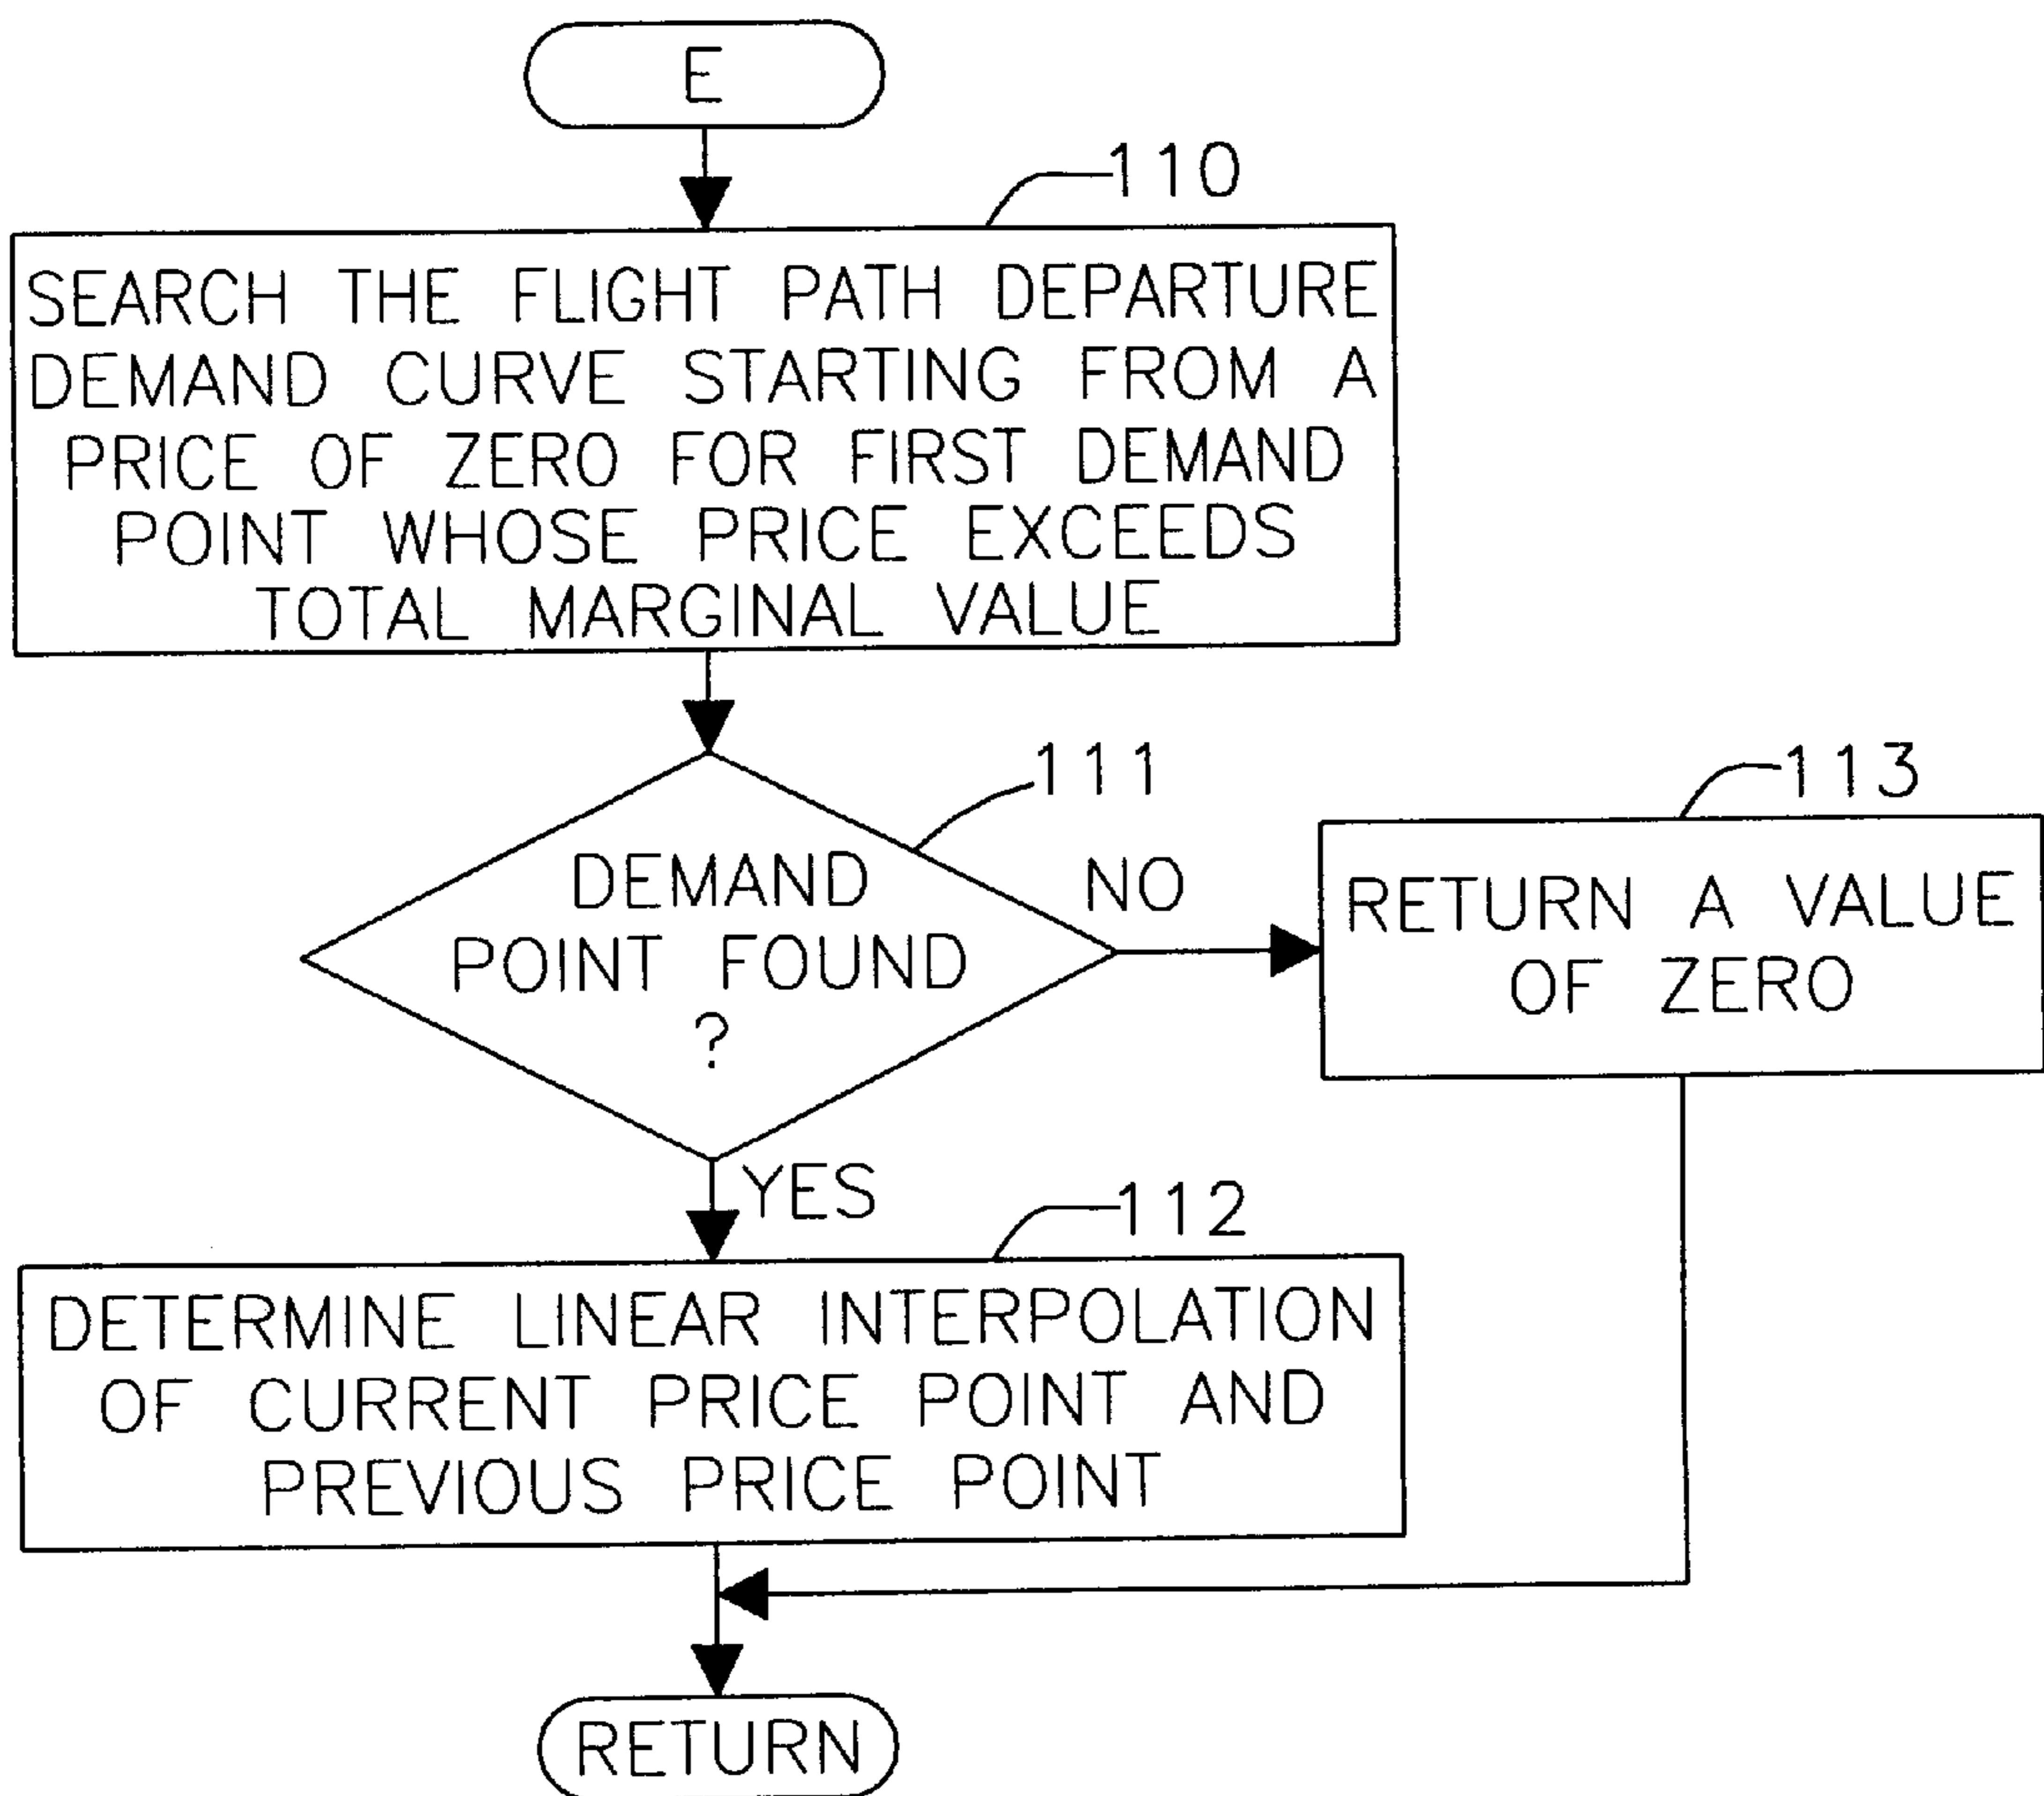 E
110
SEARCH THE FLIGHT PATH DEPARTURE
DEMAND CURVE STARTING FROM A
PRICE OF ZERO FOR FIRST DEMAND
POINT WHOSE PRICE EXCEEDS
TOTAL MARGINAL VALUE
111
DEMAND
POINT FOUND
?
NO
113
RETURN A VALUE
OF ZERO
YES
112
DETERMINE LINEAR INTERPOLATION
OF CURRENT PRICE POINT AND
PREVIOUS PRICE POINT
RETURN